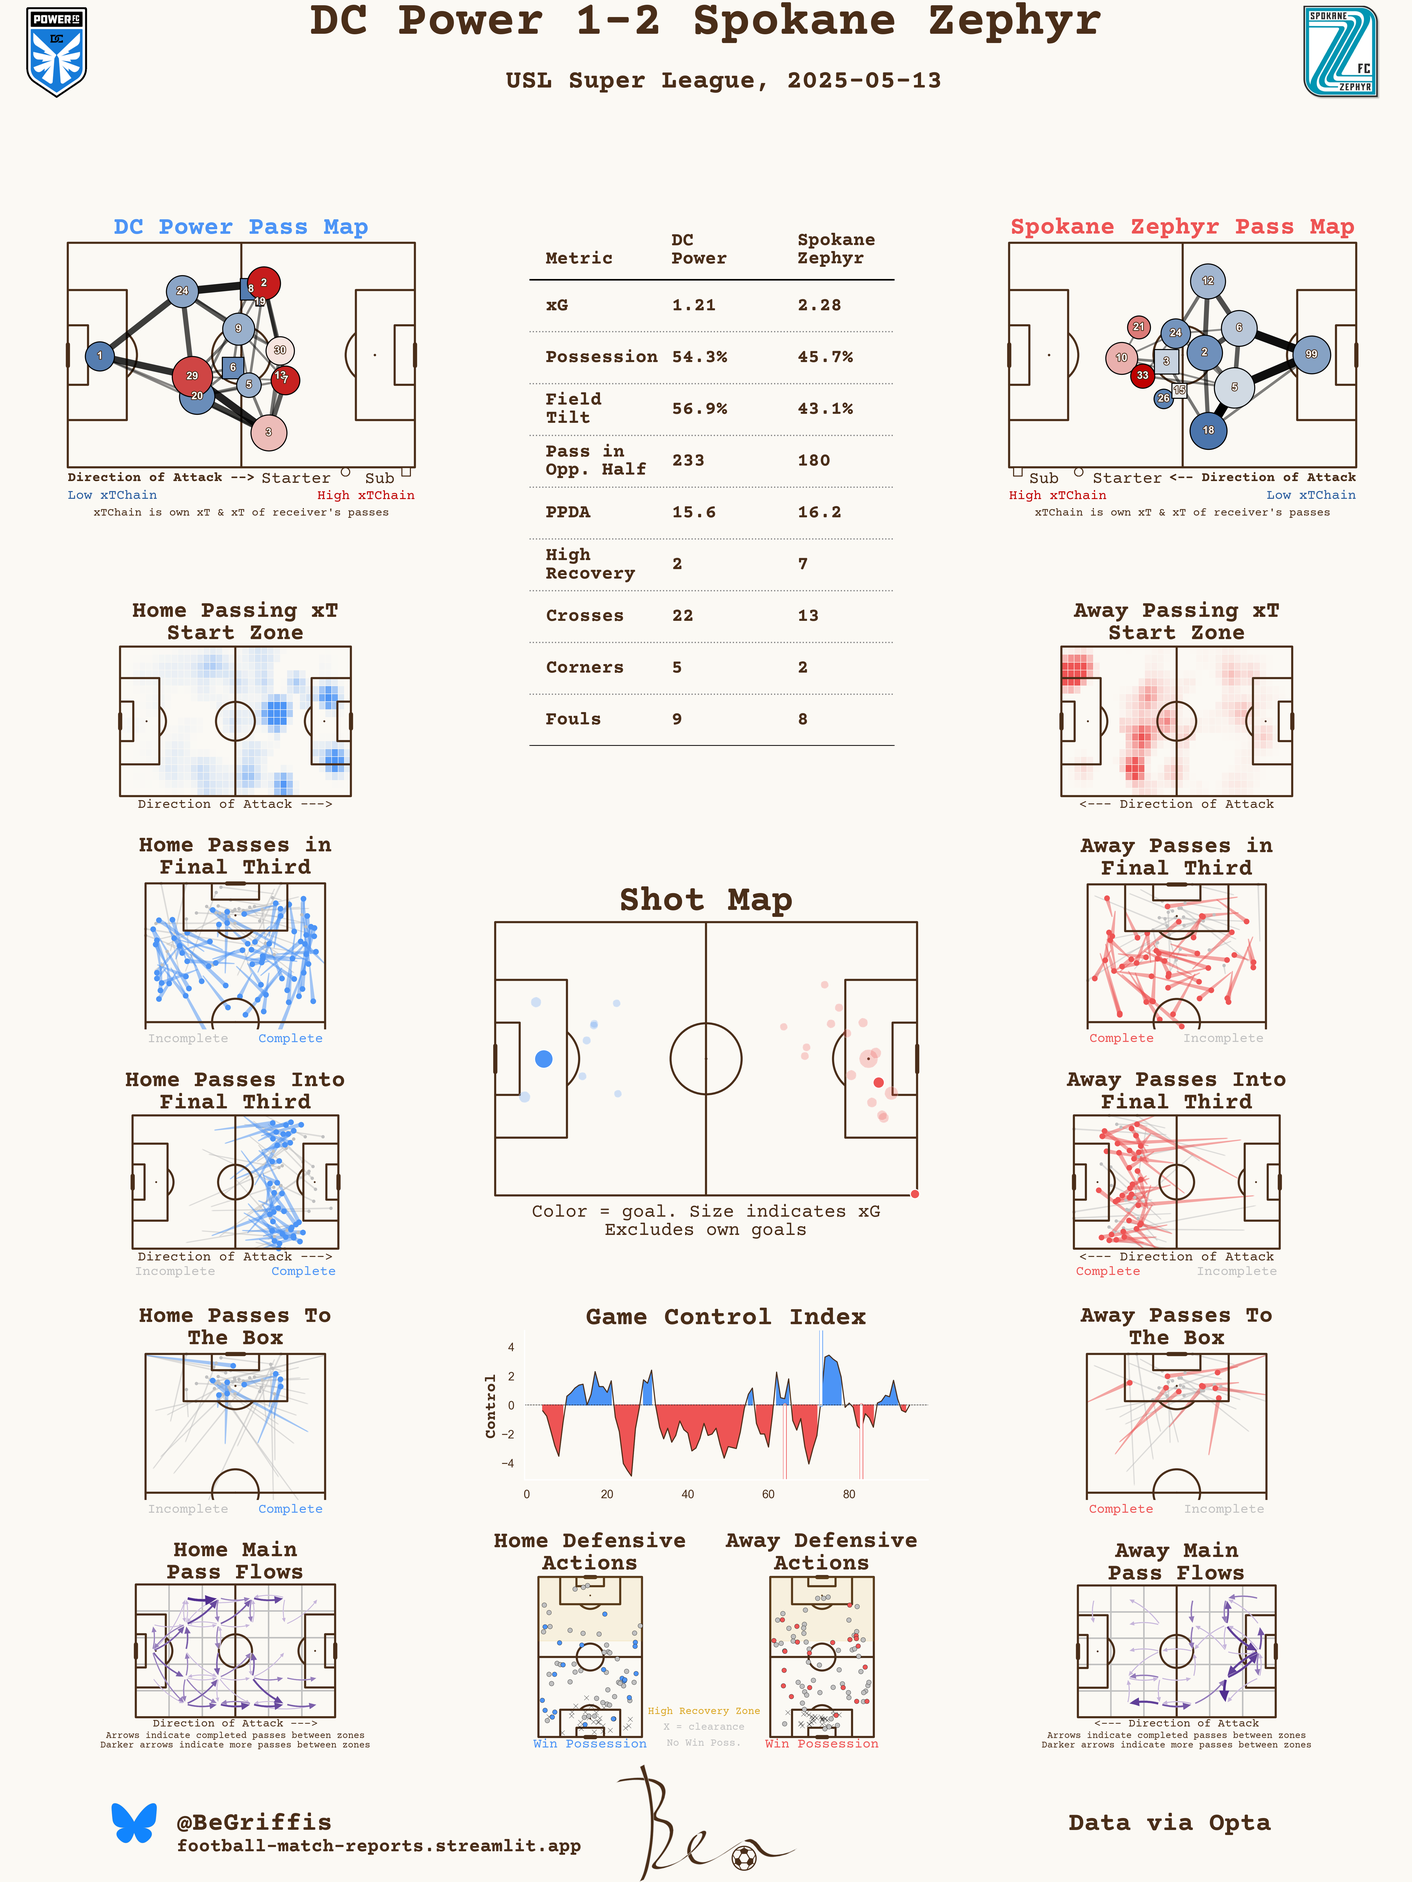 DC Power 1-2 Spokane Zephyr
USL Super League, 2025-05-13
POWER FC
DC
SPOKANE
FC
ZEPHYR
DC Power Pass Map
24
8
2
19
9
1
30
29
6
13
7
5
20
3
Direction of Attack --> Starter Sub
Low xTChain High xTChain
xTChain is own xT & xT of receiver's passes
Metric DC Power Spokane Zephyr
xG 1.21 2.28
Possession 54.3% 45.7%
Field Tilt 56.9% 43.1%
Pass in Opp. Half 233 180
PPDA 15.6 16.2
High Recovery 2 7
Crosses 22 13
Corners 5 2
Fouls 9 8
Spokane Zephyr Pass Map
12
21
24
6
10
3
2
99
33
15
5
26
18
Sub Starter <-- Direction of Attack
High xTChain Low xTChain
xTChain is own xT & xT of receiver's passes
Home Passing xT
Start Zone
Direction of Attack --->
Away Passing xT
Start Zone
<--- Direction of Attack
Home Passes in
Final Third
Incomplete Complete
Away Passes in
Final Third
Complete Incomplete
Shot Map
Color = goal. Size indicates xG
Excludes own goals
Home Passes Into
Final Third
Direction of Attack --->
Incomplete Complete
Away Passes Into
Final Third
<--- Direction of Attack
Complete Incomplete
Home Passes To
The Box
Incomplete Complete
Game Control Index
Control
4
2
0
−2
−4
0 20 40 60 80
Away Passes To
The Box
Complete Incomplete
Home Main
Pass Flows
Direction of Attack --->
Arrows indicate completed passes between zones
Darker arrows indicate more passes between zones
Home Defensive
Actions
Win Possession
High Recovery Zone
X = clearance
No Win Poss.
Away Defensive
Actions
Win Possession
Away Main
Pass Flows
<--- Direction of Attack
Arrows indicate completed passes between zones
Darker arrows indicate more passes between zones
@BeGriffis
football-match-reports.streamlit.app
Ben
Data via Opta